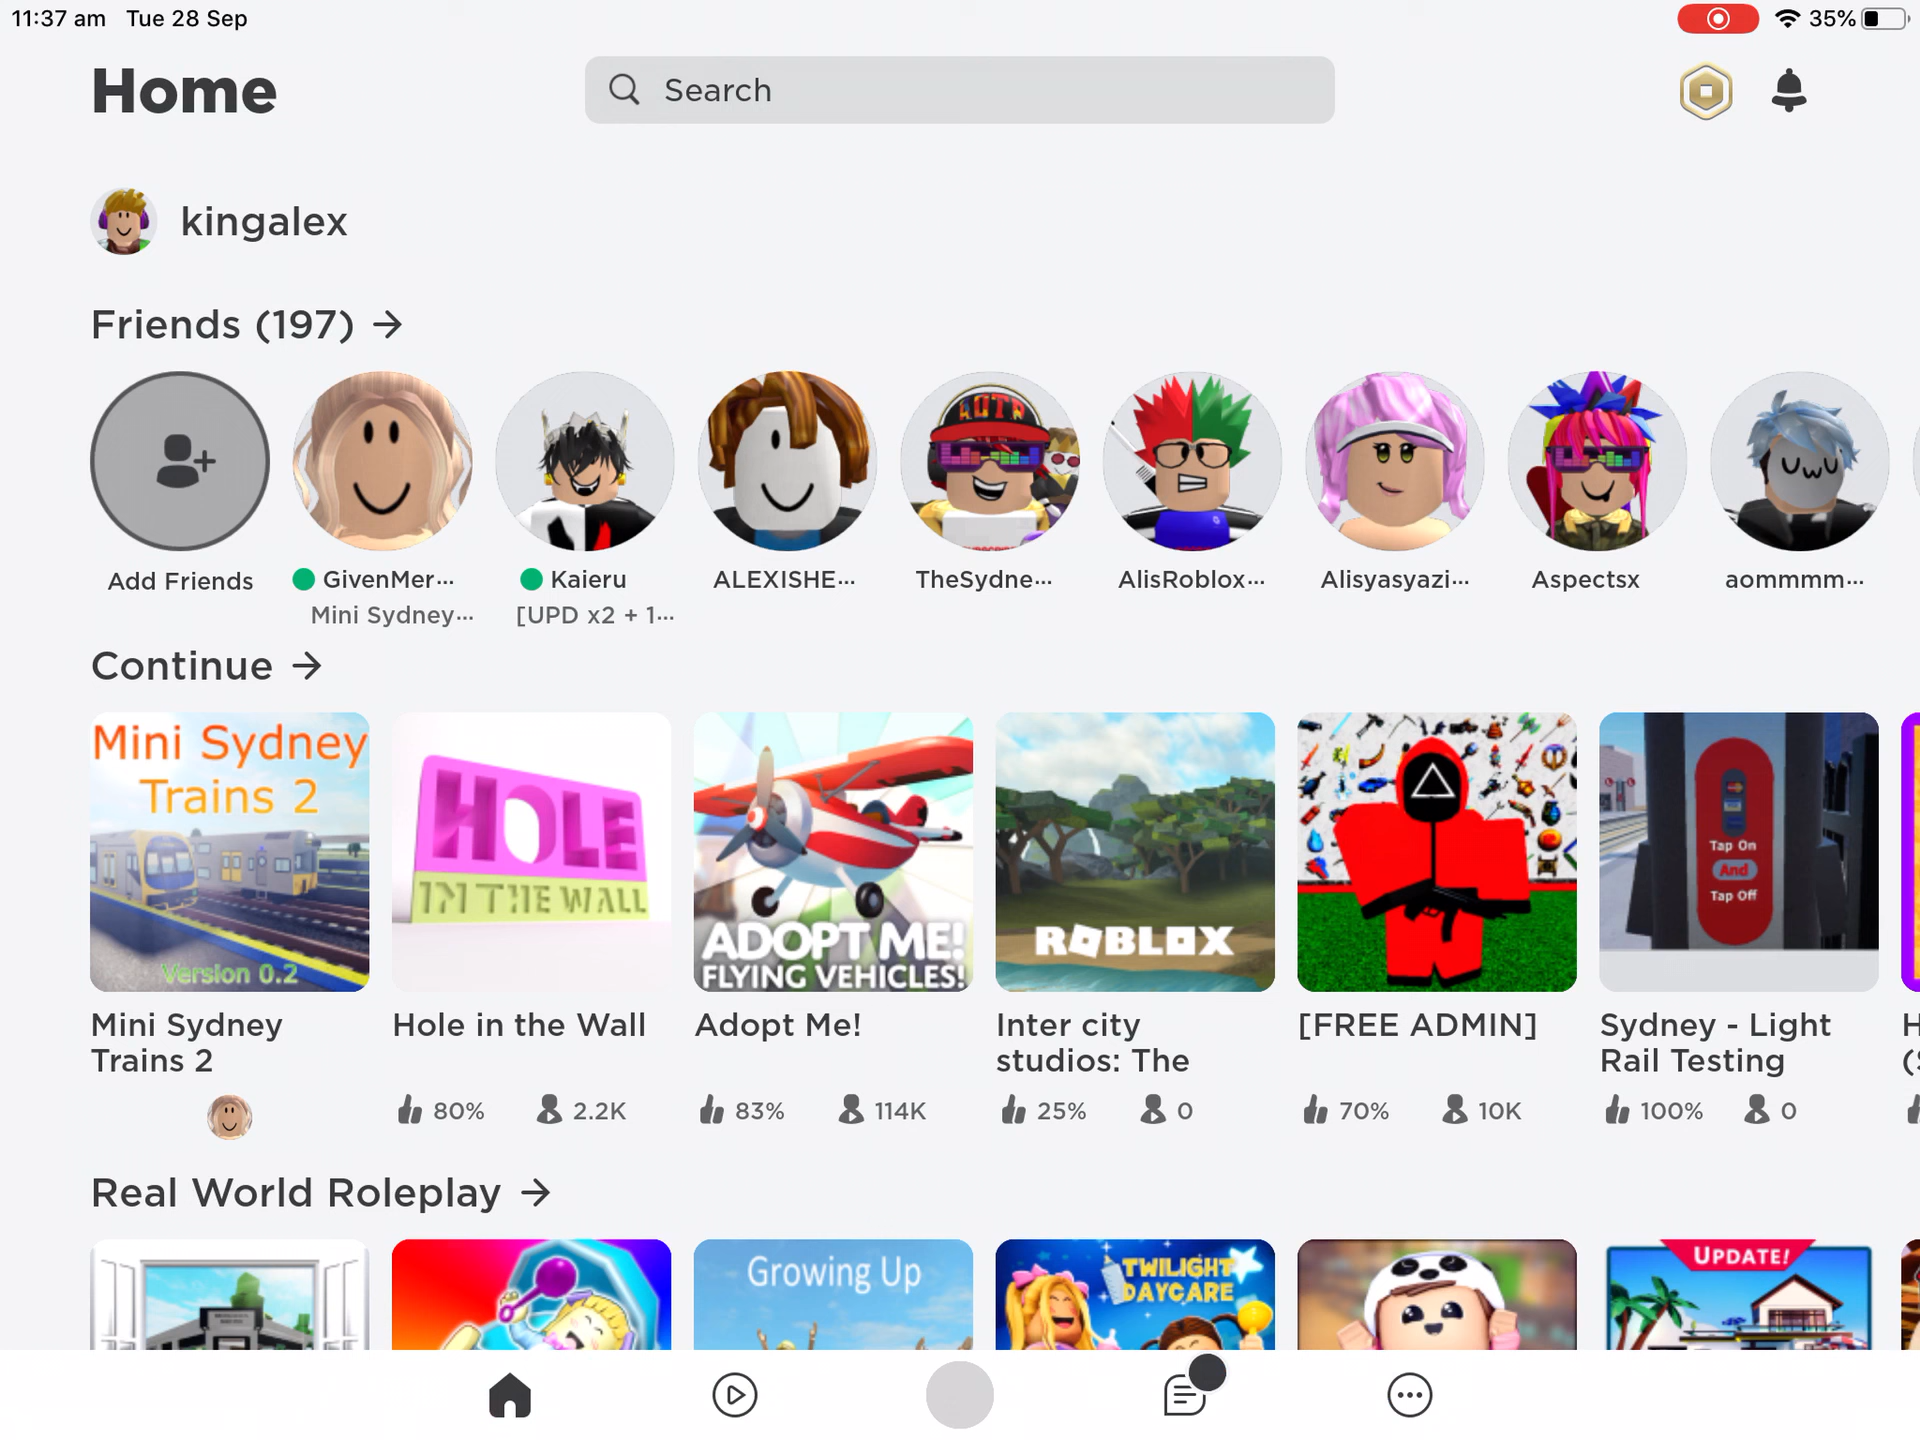 11:37 am Tue 28 Sep 35%
Home
Search
kingalex
Friends (197)
Add Friends
GivenMer...
Kaieru
ALEXISHE...
TheSydne...
AlisRoblox...
Alisyasyazi...
Aspectsx
aommmm...
Mini Sydney...
[UPD x2 + 1...
Continue
Mini Sydney
Trains 2
Version 0.2
HOLE
IN THE WALL
ADOPT ME!
FLYING VEHICLES!
ROBLOX
Tap On
And
Tap Off
Mini Sydney
Trains 2
Hole in the Wall
80% 2.2K
Adopt Me!
83% 114K
Inter city
studios: The
25% 0
[FREE ADMIN]
70% 10K
Sydney - Light
Rail Testing
100% 0
H
(S
Real World Roleplay
Growing Up
TWILIGHT
DAYCARE
UPDATE!